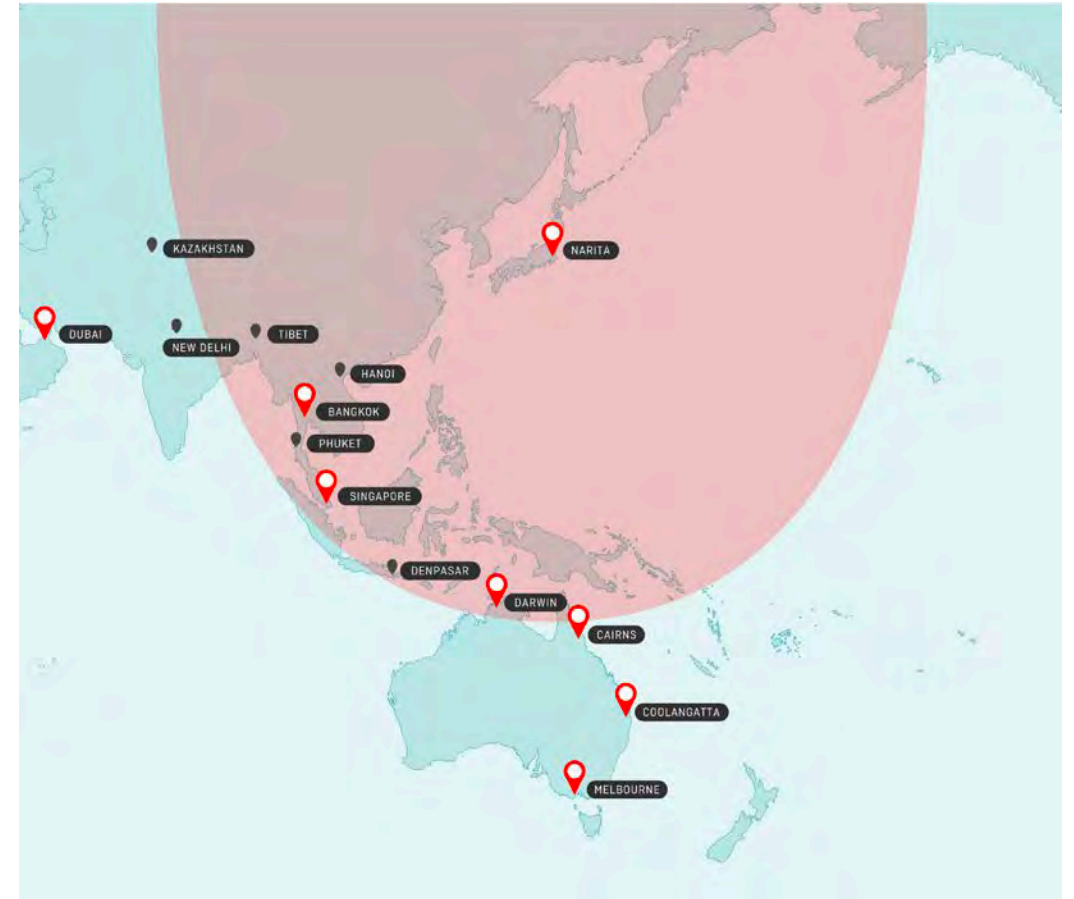 KAZAKHSTAN
NARITA
DUBAI
TIBET
NEW DELHI
HANOI
BANGKOK
PHUKET
SINGAPORE
DENPASAR
DARWIN
CAIRNS
COOLANGATTA
MELBOURNE